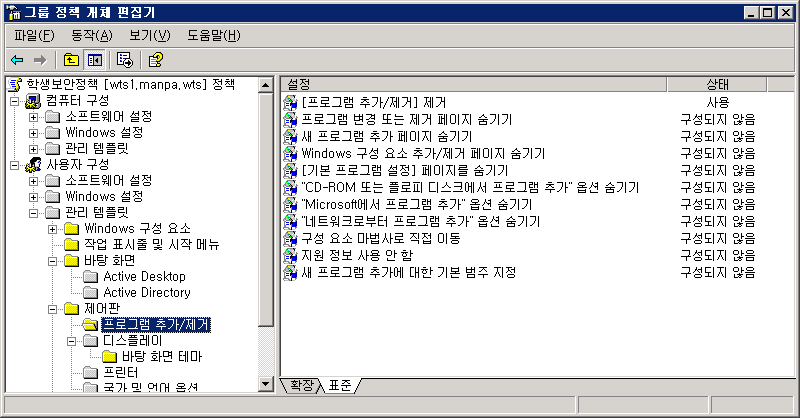 그룹 정책 개체 편집기
파일(F) 동작(A) 보기(V) 도움말(H)
학생보안정책 [wts1.manpa.wts] 정책
컴퓨터 구성
소프트웨어 설정
Windows 설정
관리 템플릿
사용자 구성
소프트웨어 설정
Windows 설정
관리 템플릿
Windows 구성 요소
작업 표시줄 및 시작 메뉴
바탕 화면
Active Desktop
Active Directory
제어판
프로그램 추가/제거
디스플레이
바탕 화면 테마
프린터
국가 및 언어 옵션
설정 상태
[프로그램 추가/제거] 제거 사용
프로그램 변경 또는 제거 페이지 숨기기 구성되지 않음
새 프로그램 추가 페이지 숨기기 구성되지 않음
Windows 구성 요소 추가/제거 페이지 숨기기 구성되지 않음
[기본 프로그램 설정] 페이지를 숨기기 구성되지 않음
"CD-ROM 또는 플로피 디스크에서 프로그램 추가" 옵션 숨기기 구성되지 않음
"Microsoft에서 프로그램 추가" 옵션 숨기기 구성되지 않음
"네트워크로부터 프로그램 추가" 옵션 숨기기 구성되지 않음
구성 요소 마법사로 직접 이동 구성되지 않음
지원 정보 사용 안 함 구성되지 않음
새 프로그램 추가에 대한 기본 범주 지정 구성되지 않음
확장 표준